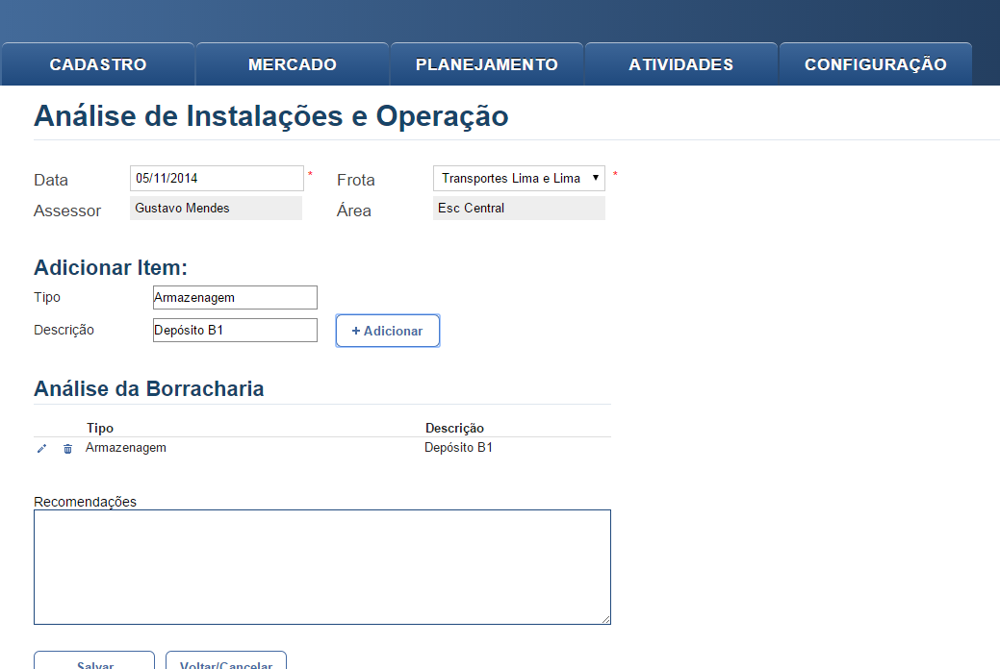 CADASTRO MERCADO PLANEJAMENTO ATIVIDADES CONFIGURAÇÃO
Análise de Instalações e Operação
Data 05/11/2014 * Frota Transportes Lima e Lima *
Assessor Gustavo Mendes Área Esc Central
Adicionar Item:
Tipo Armazenagem
Descrição Depósito B1 + Adicionar
Análise da Borracharia
Tipo Descrição
Armazenagem Depósito B1
Recomendações
Salvar Voltar/Cancelar